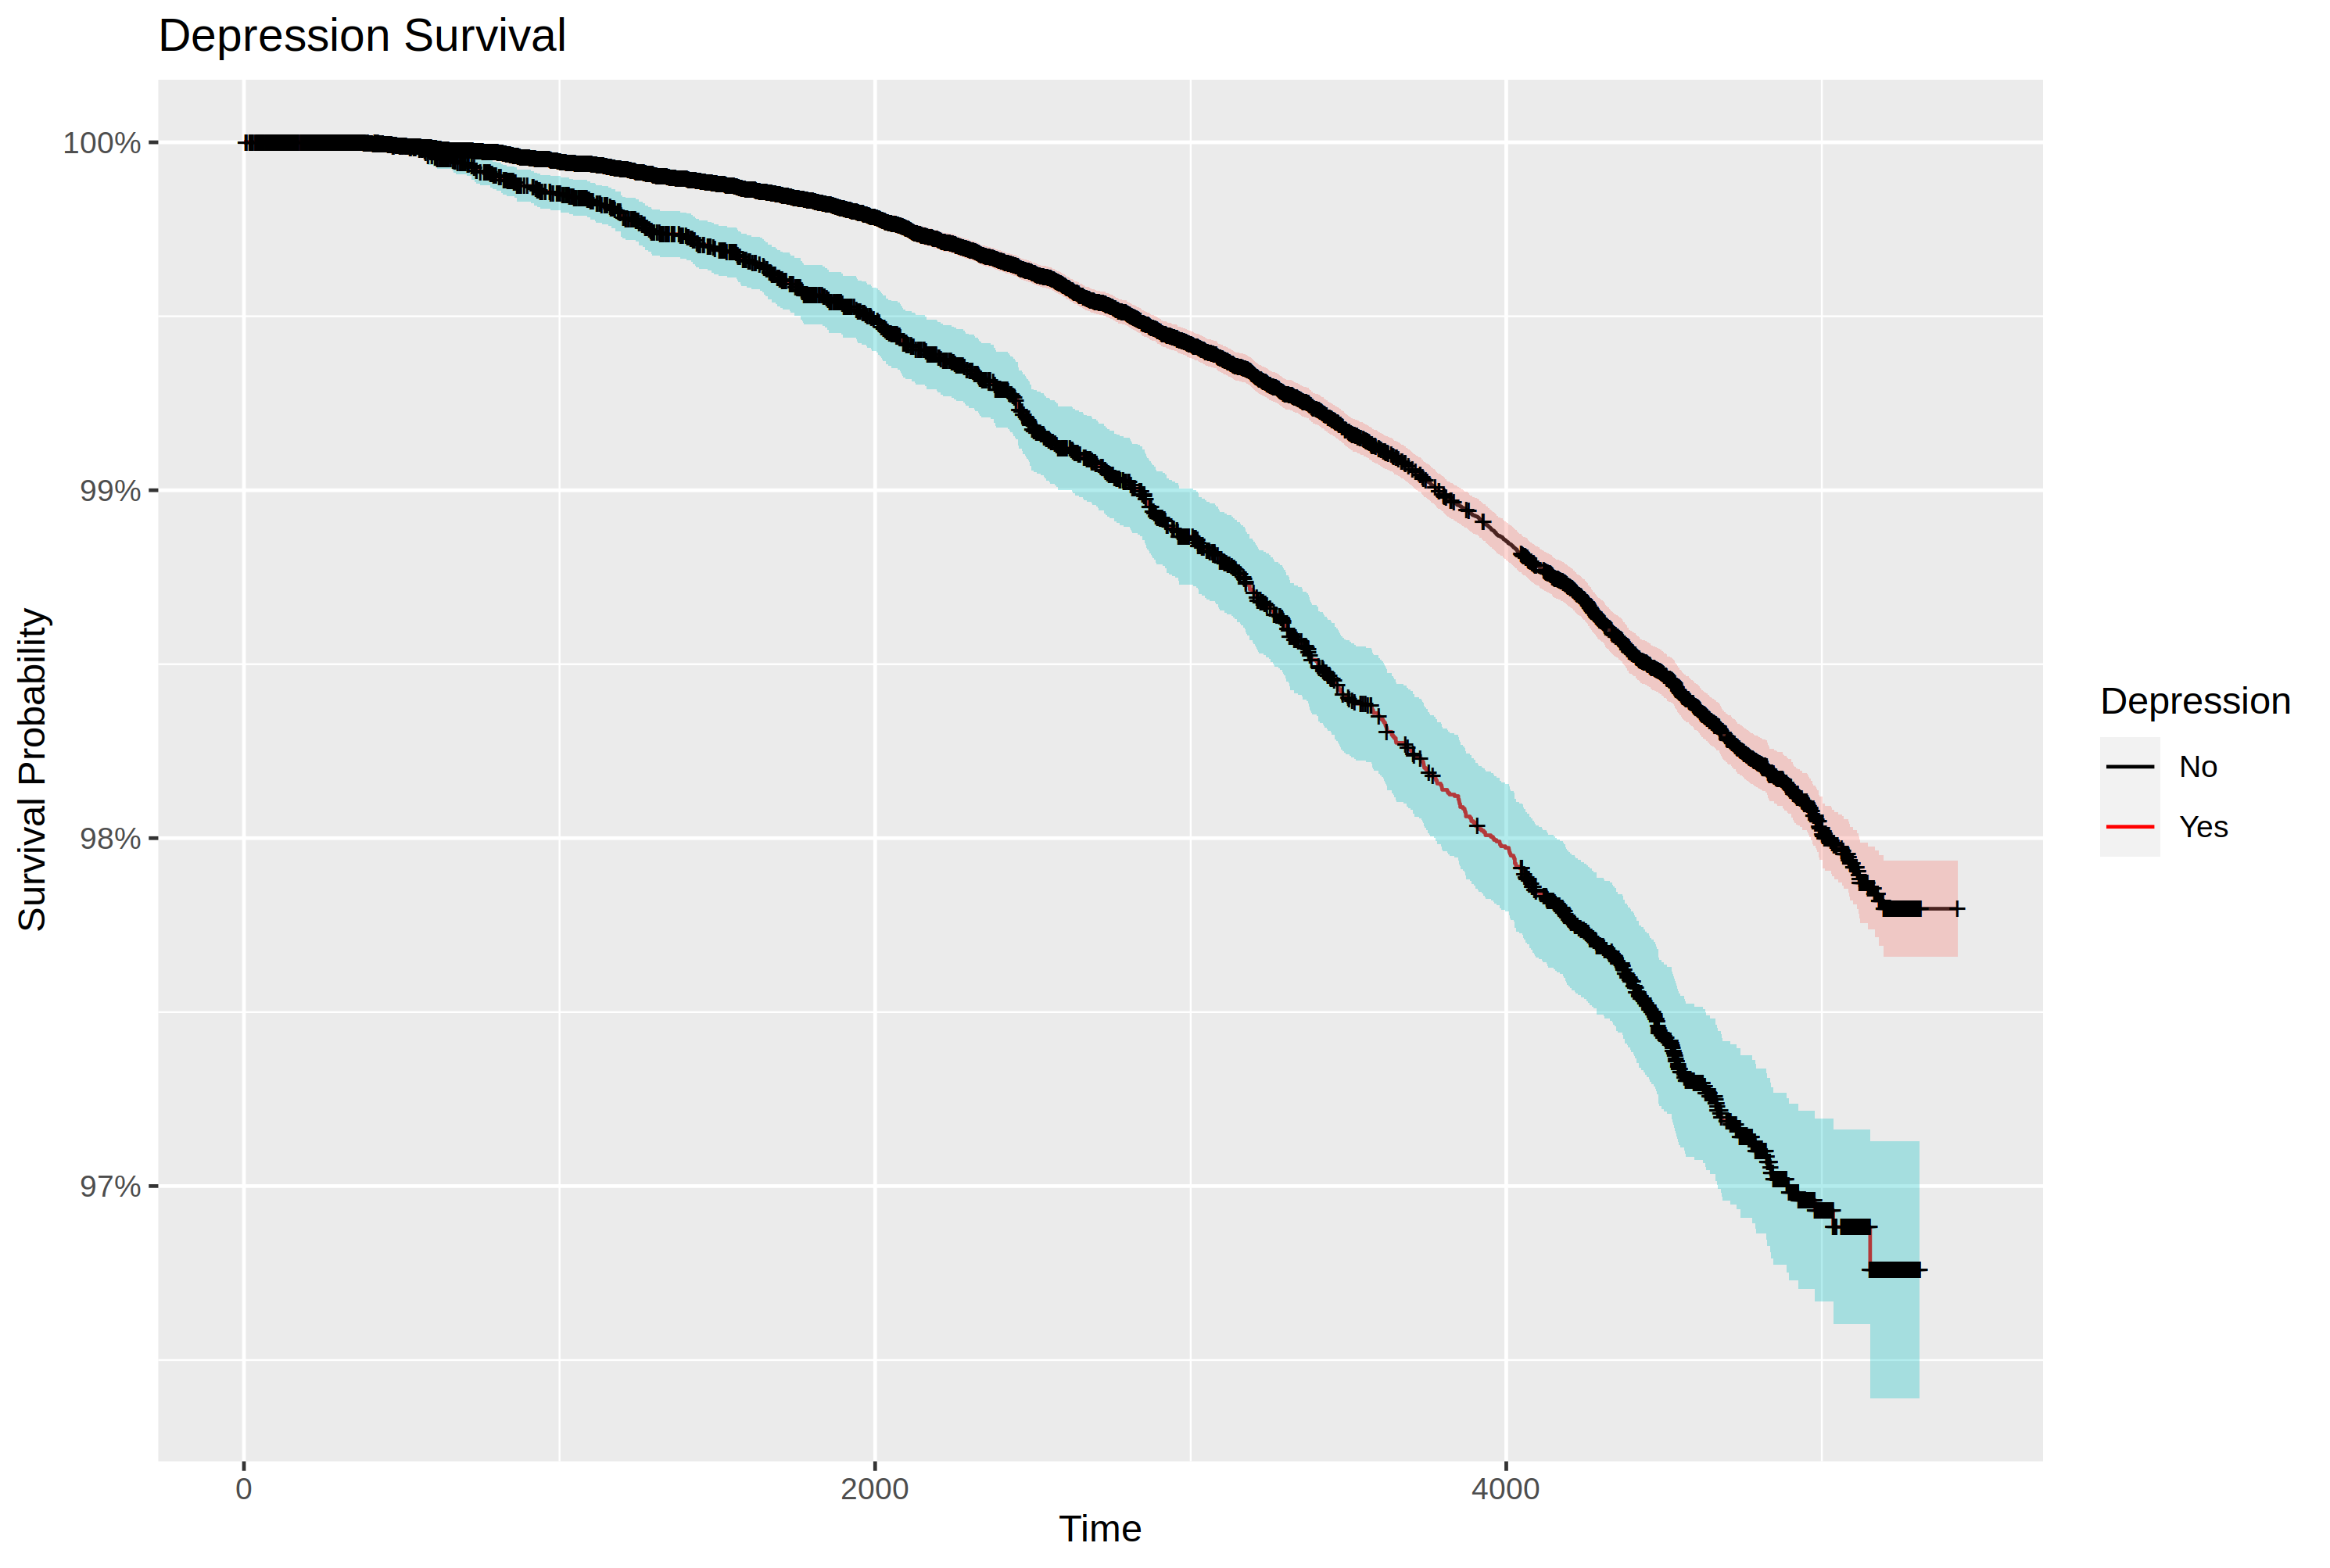 Depression Survival
100%
99%
98%
97%
Survival Probability
0
2000
4000
Time
Depression
No
Yes